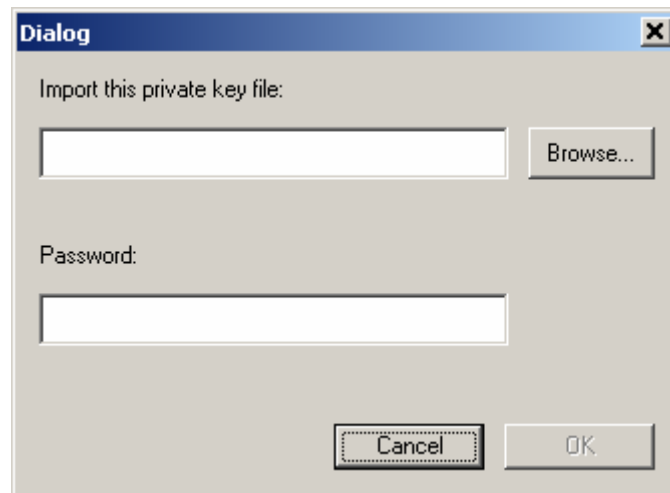 Dialog
Import this private key file:
Browse...
Password:
Cancel
OK